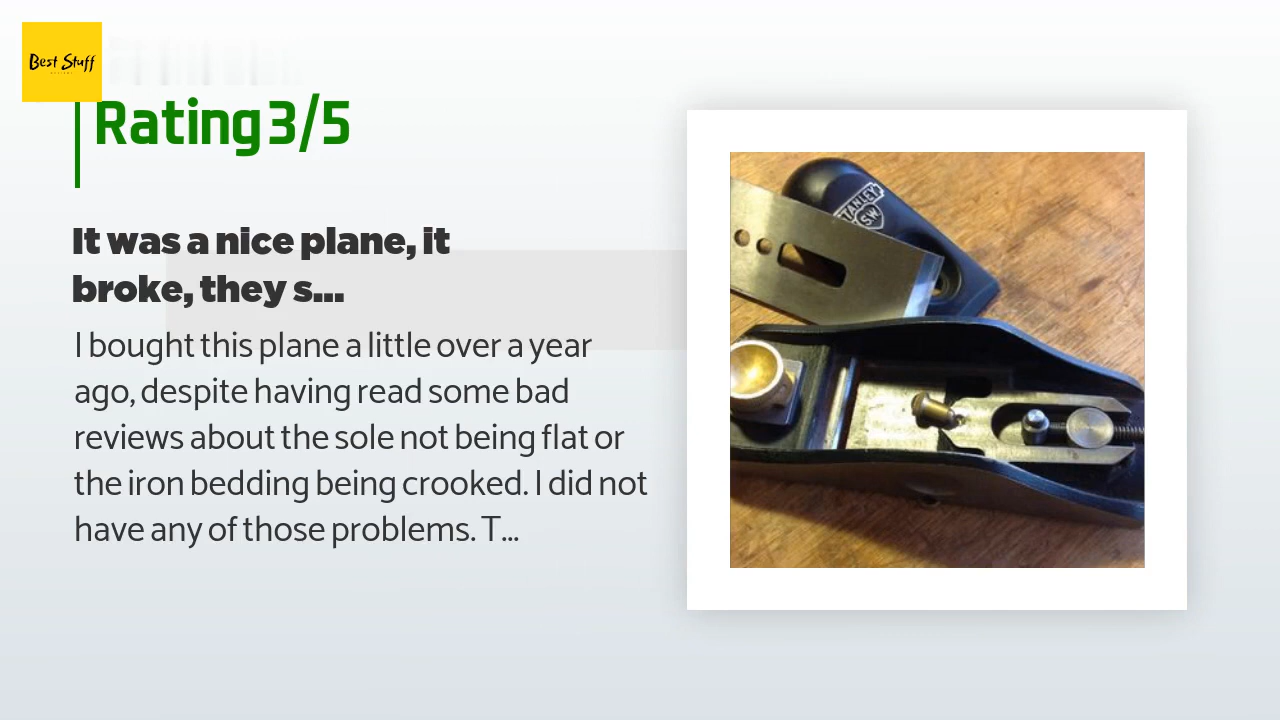 Best Stuff
Rating 3/5
It was a nice plane, it
broke, they s...
I bought this plane a little over a year
ago, despite having read some bad
reviews about the sole not being flat or
the iron bedding being crooked. I did not
have any of those problems. T...
STANLEY
S.W.